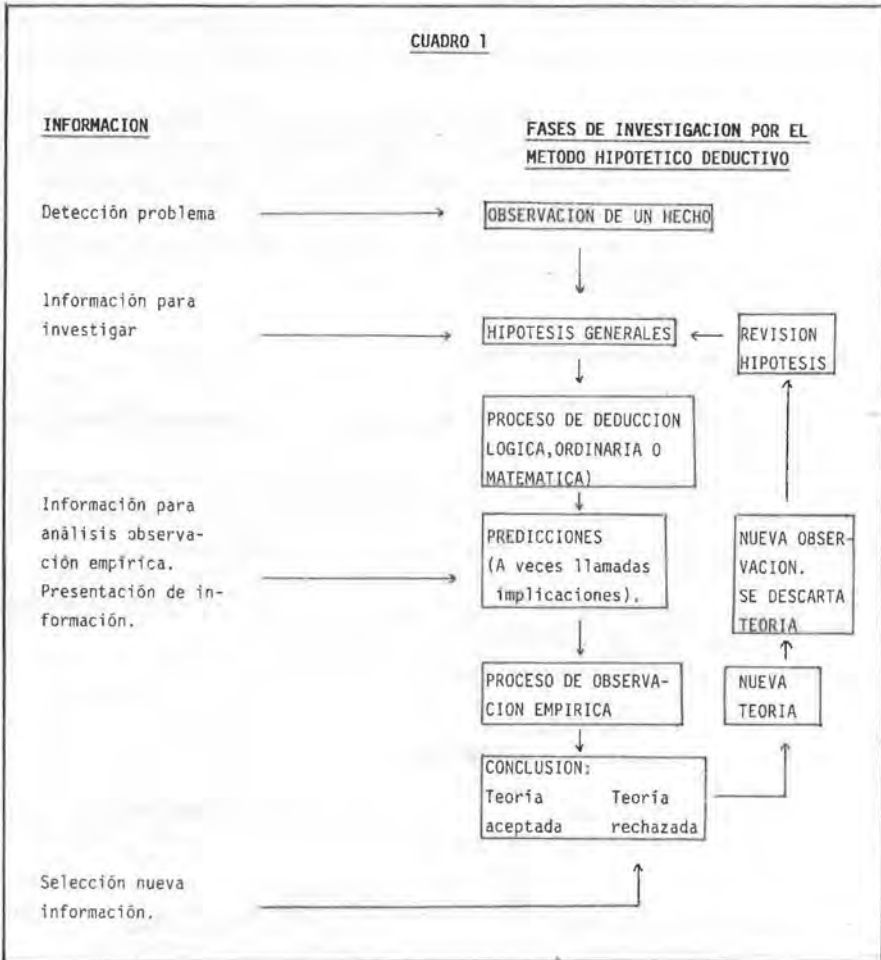 CUADRO 1
INFORMACION
FASES DE INVESTIGACION POR EL
METODO HIPOTETICO DEDUCTIVO
Detección problema
OBSERVACION DE UN HECHO
Información para
investigar
HIPOTESIS GENERALES
REVISION
HIPOTESIS
PROCESO DE DEDUCCION
LOGICA,ORDINARIA O
MATEMATICA)
Información para
análisis observa-
ción empírica.
Presentación de in-
formación.
PREDICCIONES
(A veces llamadas
implicaciones).
NUEVA OBSER-
VACION.
SE DESCARTA
TEORIA
PROCESO DE OBSERVA-
CION EMPIRICA
NUEVA
TEORIA
CONCLUSION:
Teoría Teoría
aceptada rechazada
Selección nueva
información.